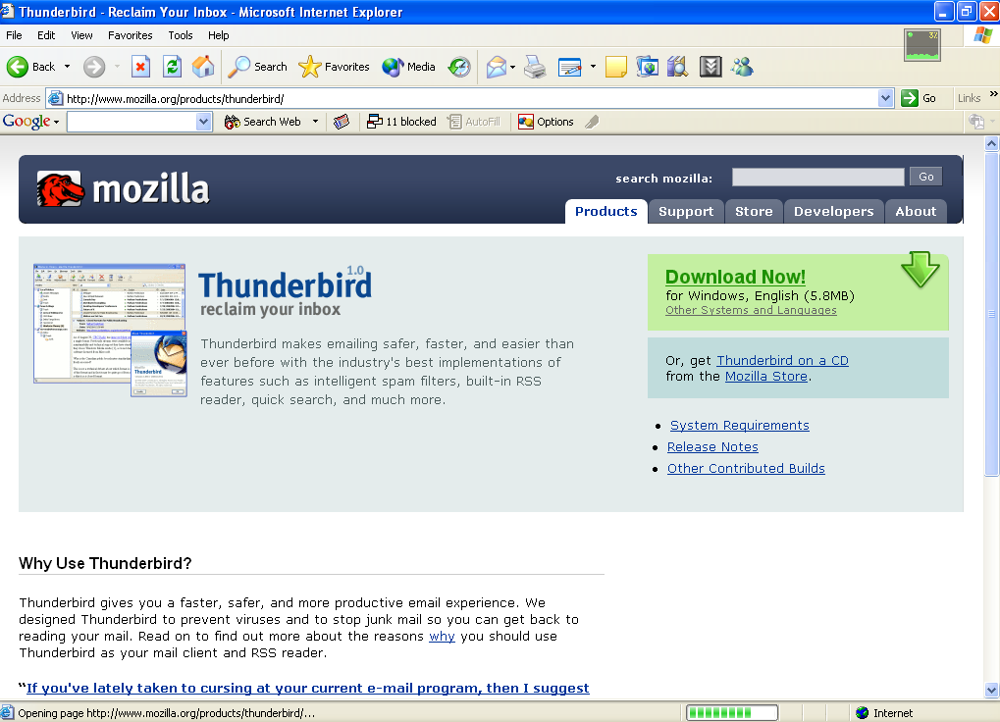 Thunderbird - Reclaim Your Inbox - Microsoft Internet Explorer
File Edit View Favorites Tools Help
3%
Back Search Favorites Media
Address http://www.mozilla.org/products/thunderbird/ Go Links »
Google Search Web 11 blocked AutoFill Options
mozilla
search mozilla: Go
Products Support Store Developers About
Thunderbird 1.0
reclaim your inbox
Thunderbird makes emailing safer, faster, and easier than
ever before with the industry's best implementations of
features such as intelligent spam filters, built-in RSS
reader, quick search, and much more.
Download Now!
for Windows, English (5.8MB)
Other Systems and Languages
Or, get Thunderbird on a CD
from the Mozilla Store.
• System Requirements
• Release Notes
• Other Contributed Builds
Why Use Thunderbird?
Thunderbird gives you a faster, safer, and more productive email experience. We
designed Thunderbird to prevent viruses and to stop junk mail so you can get back to
reading your mail. Read on to find out more about the reasons why you should use
Thunderbird as your mail client and RSS reader.
“If you've lately taken to cursing at your current e-mail program, then I suggest
Opening page http://www.mozilla.org/products/thunderbird/... Internet